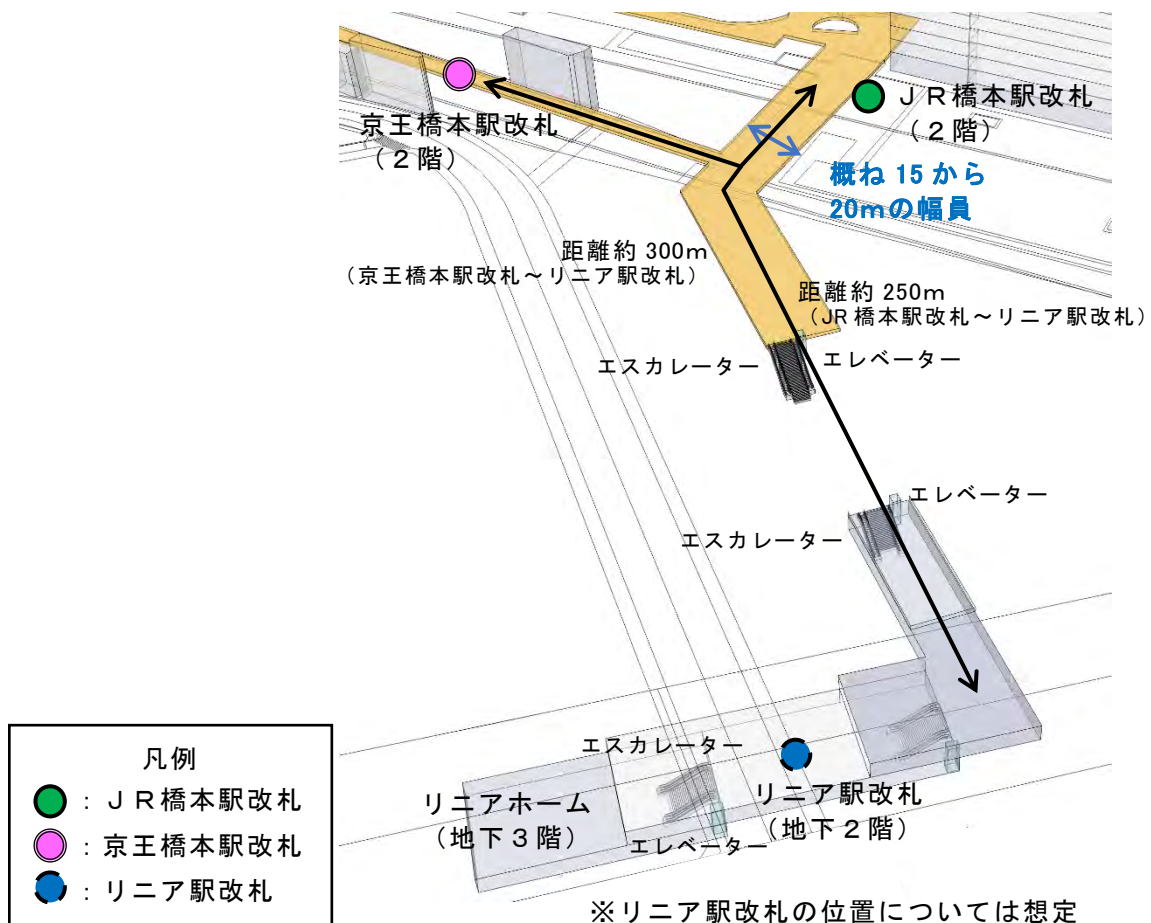 京王橋本駅改札
（２階）
ＪＲ橋本駅改札
（２階）
概ね 15 から
20ｍの幅員
距離約 300ｍ
（京王橋本駅改札～リニア駅改札）
距離約 250ｍ
（JR橋本駅改札～リニア駅改札）
エスカレーター
エレベーター
エレベーター
エスカレーター
エスカレーター
リニアホーム
（地下３階）
エレベーター
リニア駅改札
（地下２階）
凡例
：ＪＲ橋本駅改札
：京王橋本駅改札
：リニア駅改札
※リニア駅改札の位置については想定